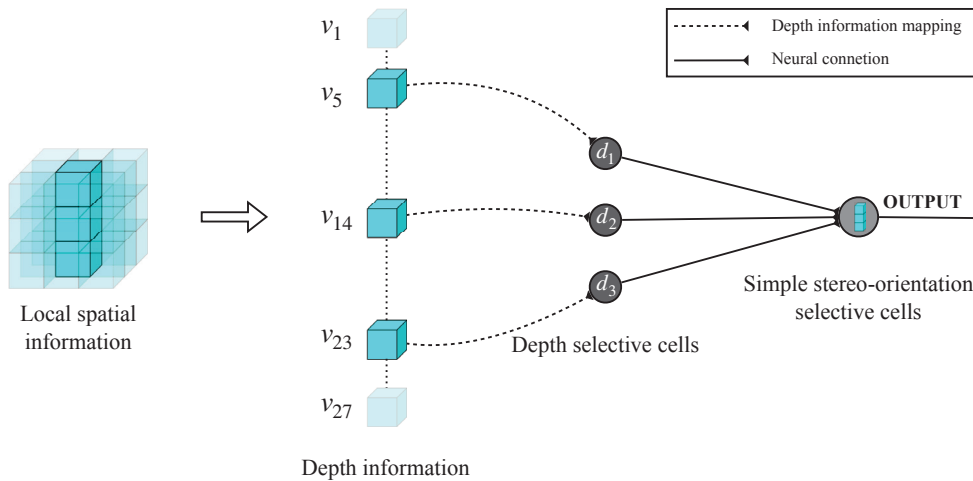 v1
v5
v14
v23
v27
Depth information mapping
Neural connetion
d1
d2
d3
OUTPUT
Local spatial
information
Simple stereo-orientation
selective cells
Depth selective cells
Depth information